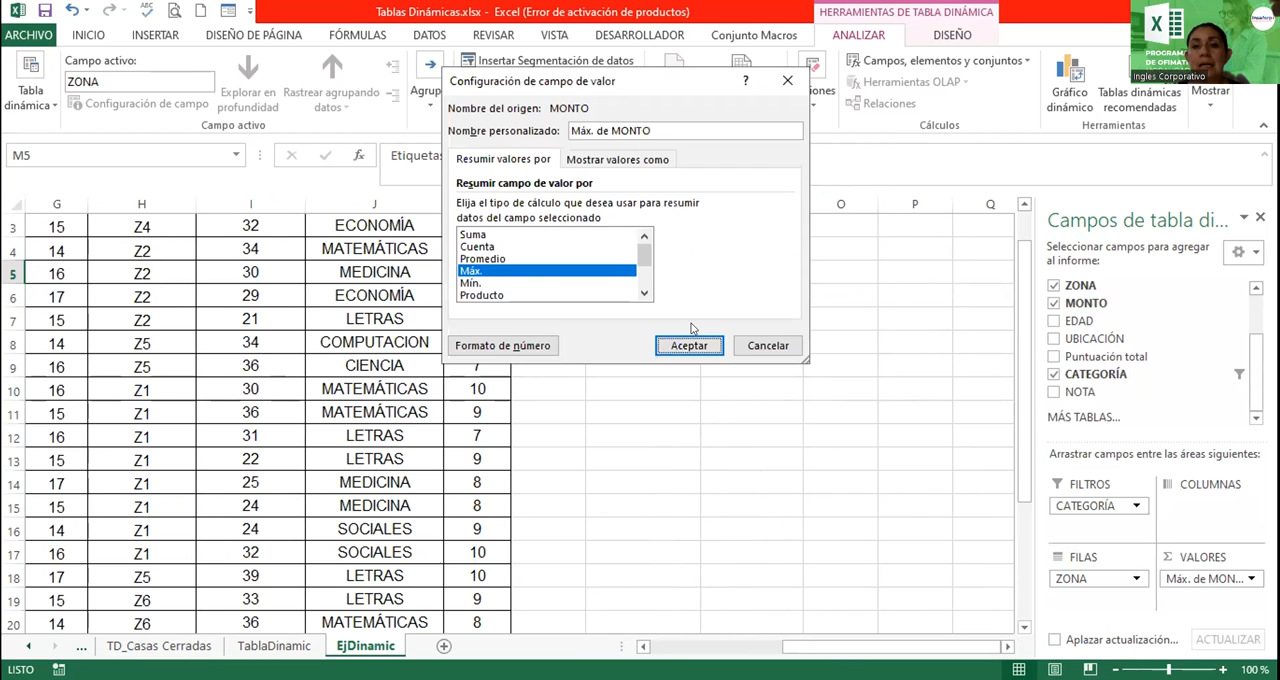 Tablas Dinámicas.xlsx - Excel (Error de activación de productos)
HERRAMIENTAS DE TABLA DINÁMICA
ARCHIVO INICIO INSERTAR DISEÑO DE PÁGINA FÓRMULAS DATOS REVISAR VISTA DESARROLLADOR Conjunto Macros ANALIZAR DISEÑO
Ingles Corporativo
Tabla dinámica
Campo activo:
ZONA
Configuración de campo
Explorar en profundidad
Rastrear agrupando datos
Campo activo
Agrup
Insertar Segmentación de datos
Campos, elementos y conjuntos
Herramientas OLAP
Relaciones
Cálculos
Gráfico dinámico
Tablas dinámicas recomendadas
Herramientas
Mostrar
M5
Etiquetas
Configuración de campo de valor
Nombre del origen: MONTO
Nombre personalizado: Máx. de MONTO
Resumir valores por Mostrar valores como
Resumir campo de valor por
Elija el tipo de cálculo que desea usar para resumir
datos del campo seleccionado
Suma
Cuenta
Promedio
Máx.
Mín.
Producto
Formato de número Aceptar Cancelar
G H I J O P Q
3 15 Z4 32 ECONOMÍA
4 14 Z2 34 MATEMÁTICAS
5 16 Z2 30 MEDICINA
6 17 Z2 29 ECONOMÍA
7 15 Z2 21 LETRAS
8 14 Z5 34 COMPUTACION
9 16 Z5 36 CIENCIA 7
10 16 Z1 30 MATEMÁTICAS 10
11 15 Z1 36 MATEMÁTICAS 9
12 16 Z1 31 LETRAS 7
13 15 Z1 22 LETRAS 9
14 17 Z1 25 MEDICINA 8
15 15 Z1 24 MEDICINA 8
16 14 Z1 24 SOCIALES 9
17 16 Z1 32 SOCIALES 10
18 17 Z5 39 LETRAS 10
19 15 Z6 33 LETRAS 9
20 14 Z6 36 MATEMÁTICAS 8
Campos de tabla di...
Seleccionar campos para agregar
al informe:
ZONA
MONTO
EDAD
UBICACIÓN
Puntuación total
CATEGORÍA
NOTA
MÁS TABLAS...
Arrastrar campos entre las áreas siguientes:
FILTROS COLUMNAS
CATEGORÍA
FILAS Σ VALORES
ZONA Máx. de MON...
Aplazar actualización... ACTUALIZAR
... TD_Casas Cerradas TablaDinamic EjDinamic
LISTO 100 %